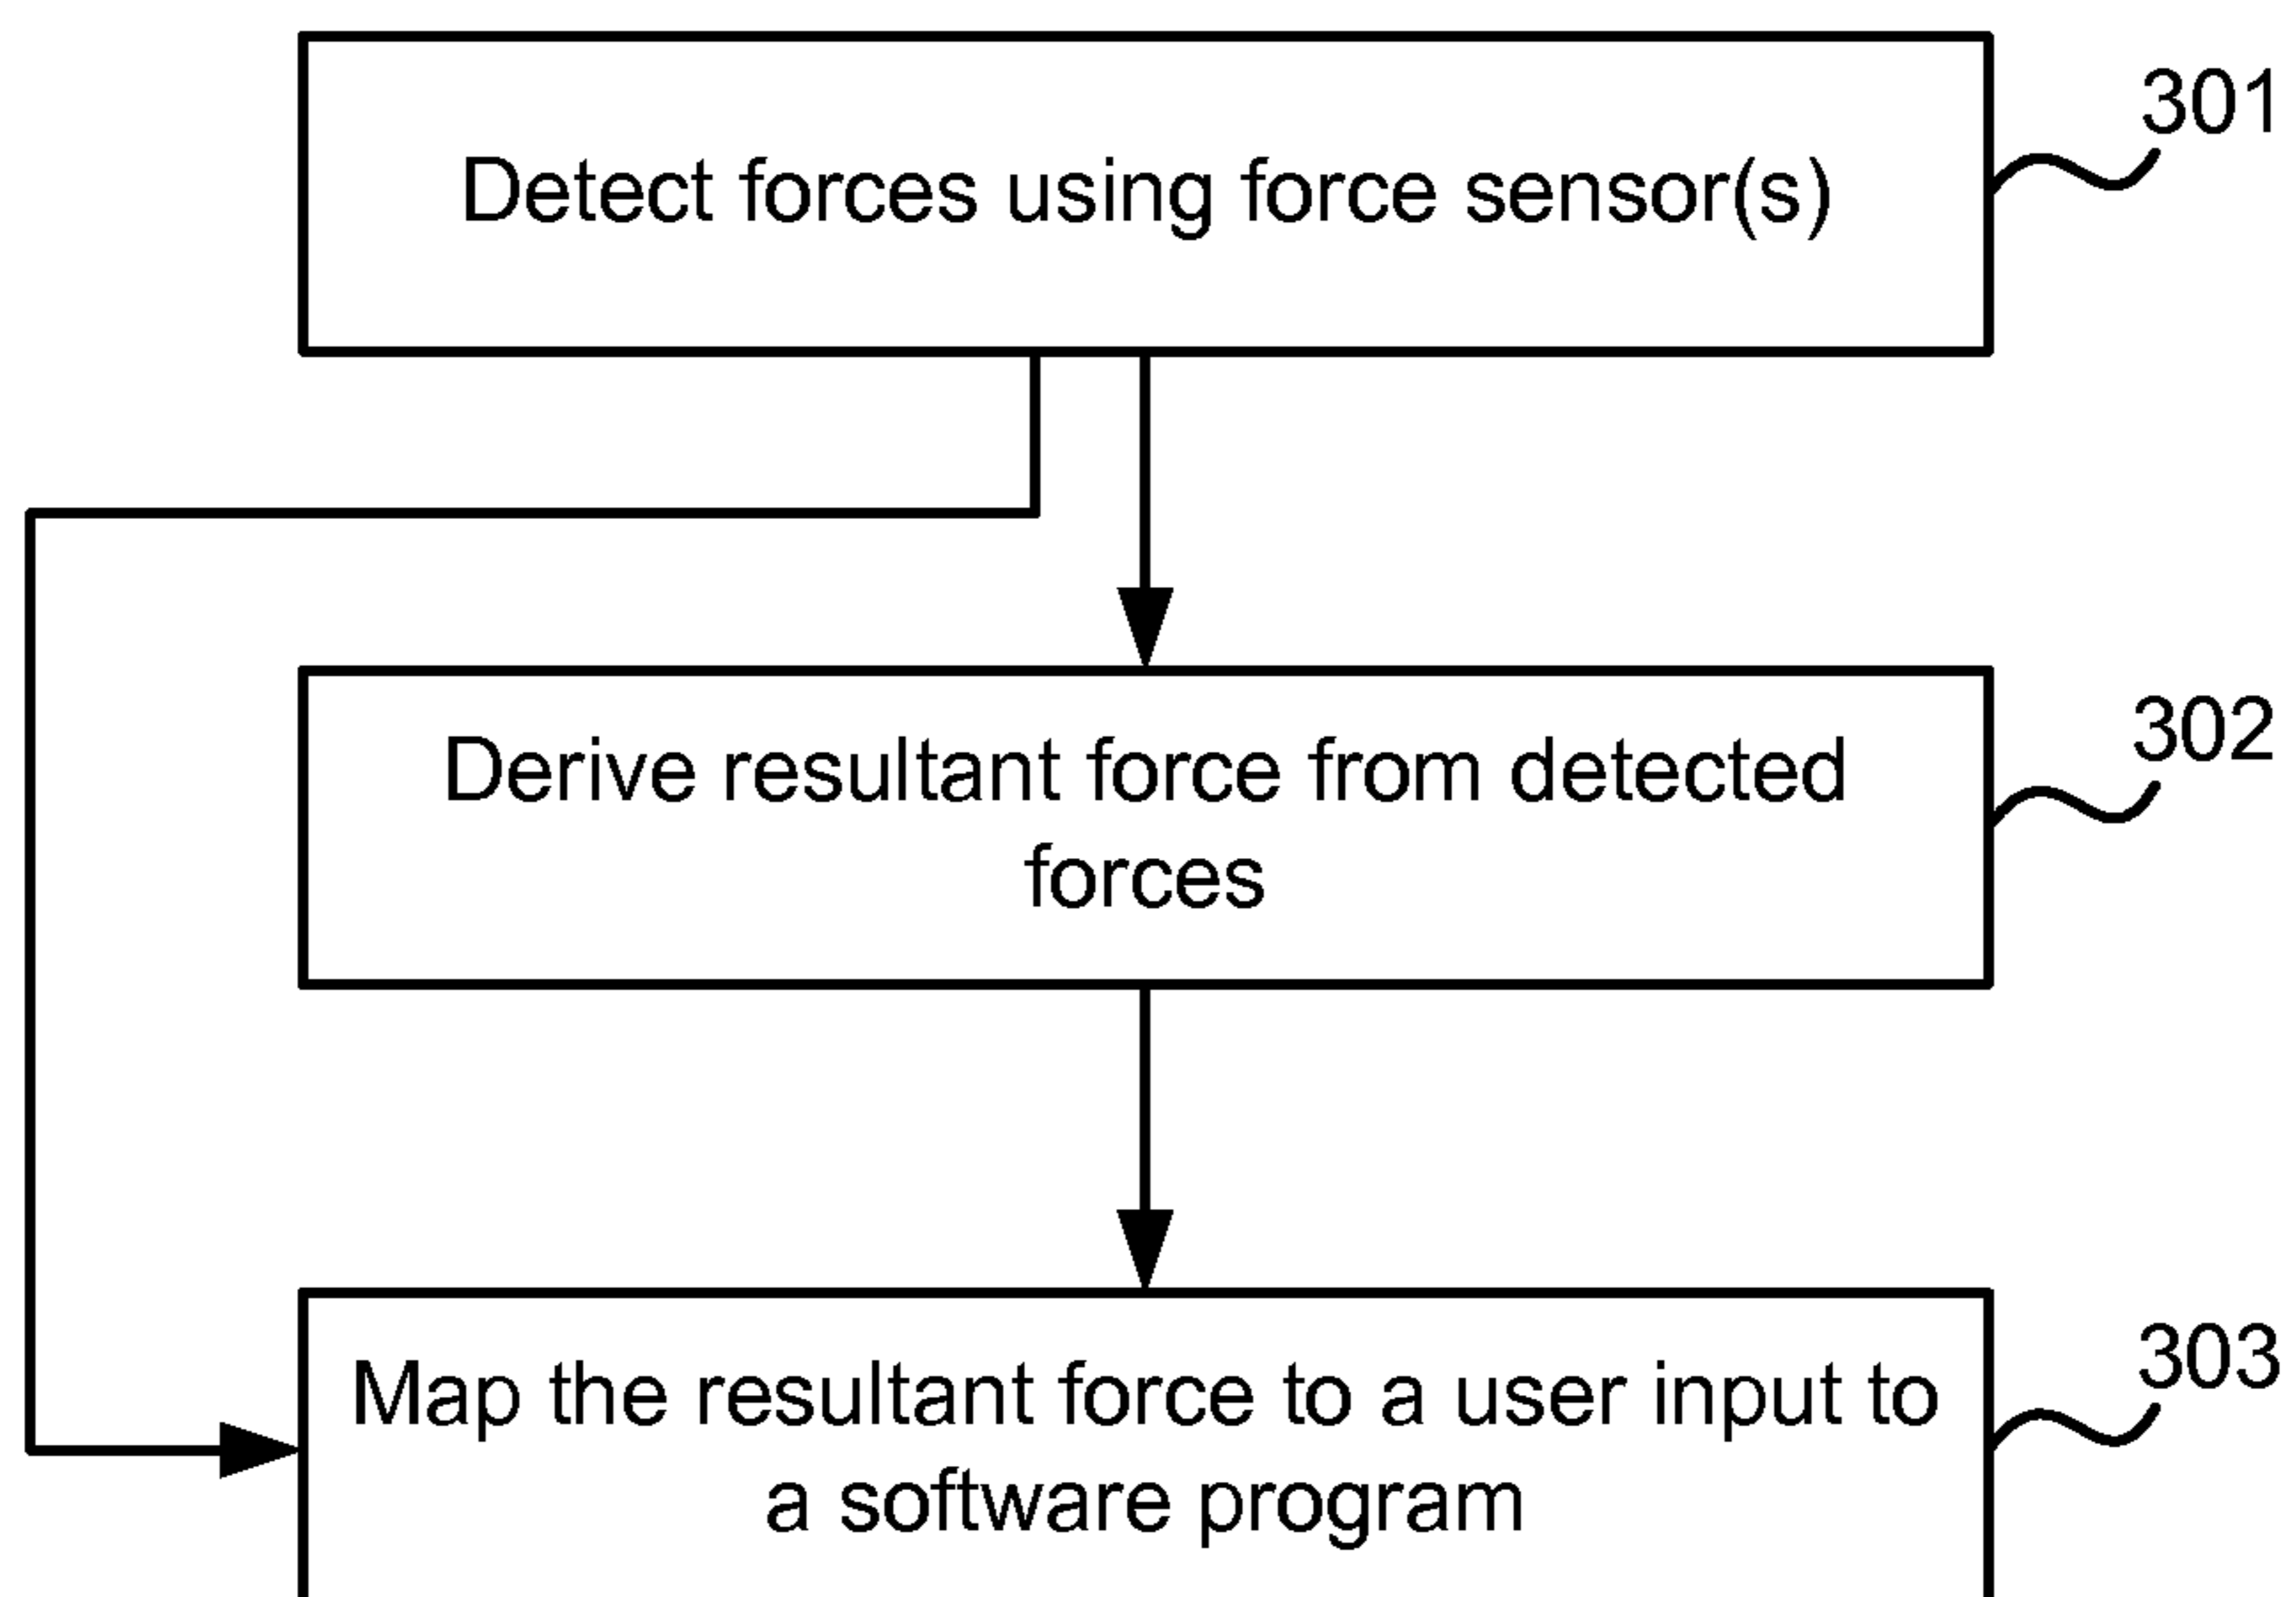 301
Detect forces using force sensor(s)
302
Derive resultant force from detected
forces
303
Map the resultant force to a user input to
a software program